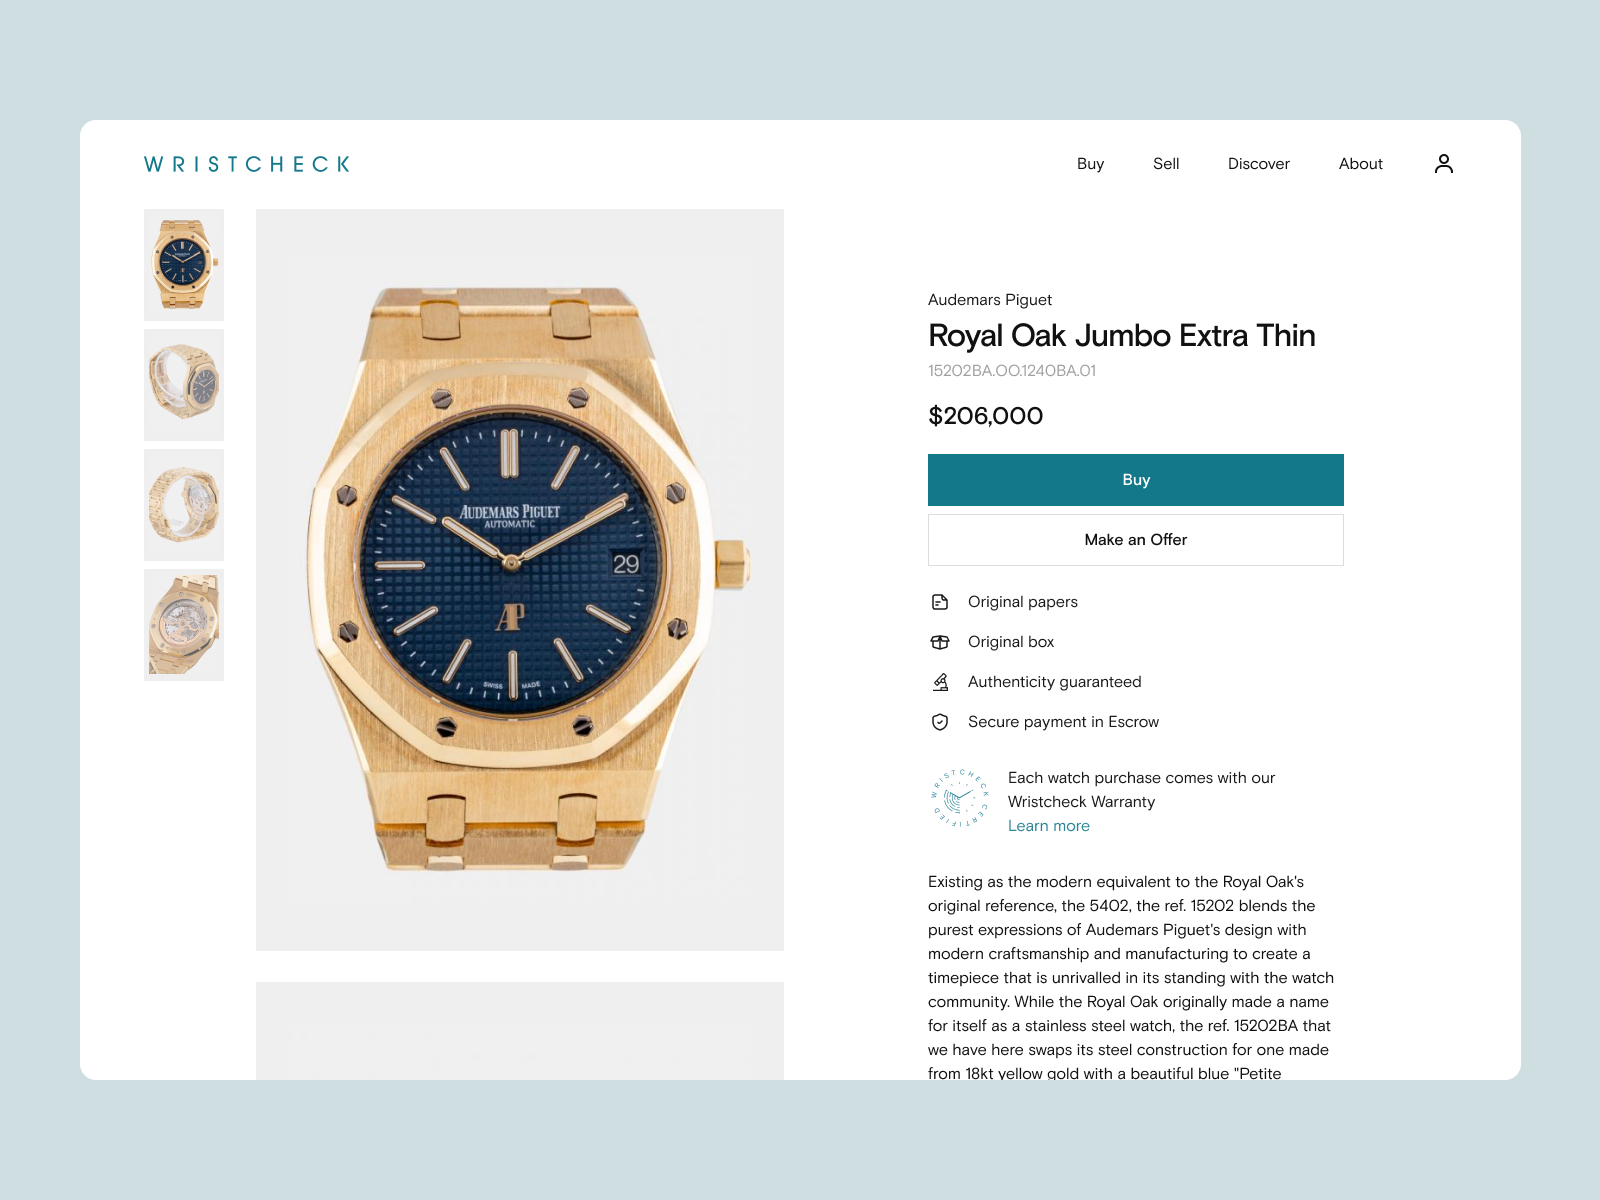 WRISTCHECK
Buy
Sell
Discover
About
AUDEMARS PIGUET
AUTOMATIC
29
AP
SWISS MADE
Audemars Piguet
Royal Oak Jumbo Extra Thin
15202BA.OO.1240BA.01
$206,000
Buy
Make an Offer
Original papers
Original box
Authenticity guaranteed
Secure payment in Escrow
WRISTCHECK CERTIFIED
Each watch purchase comes with our
Wristcheck Warranty
Learn more
Existing as the modern equivalent to the Royal Oak's
original reference, the 5402, the ref. 15202 blends the
purest expressions of Audemars Piguet's design with
modern craftsmanship and manufacturing to create a
timepiece that is unrivalled in its standing with the watch
community. While the Royal Oak originally made a name
for itself as a stainless steel watch, the ref. 15202BA that
we have here swaps its steel construction for one made
from 18kt yellow gold with a beautiful blue "Petite